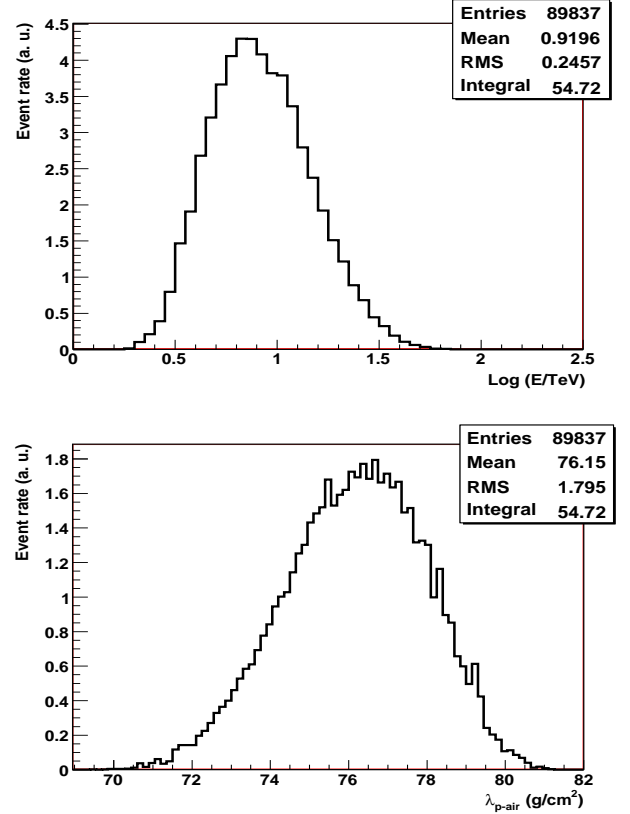 Entries 89837
Mean 0.9196
RMS 0.2457
Integral 54.72
Event rate (a. u.)
4.5
4
3.5
3
2.5
2
1.5
1
0.5
0
0 0.5 1 1.5 2 2.5
Log (E/TeV)
Entries 89837
Mean 76.15
RMS 1.795
Integral 54.72
Event rate (a. u.)
1.8
1.6
1.4
1.2
1
0.8
0.6
0.4
0.2
0
70 72 74 76 78 80 82
λp-air (g/cm²)